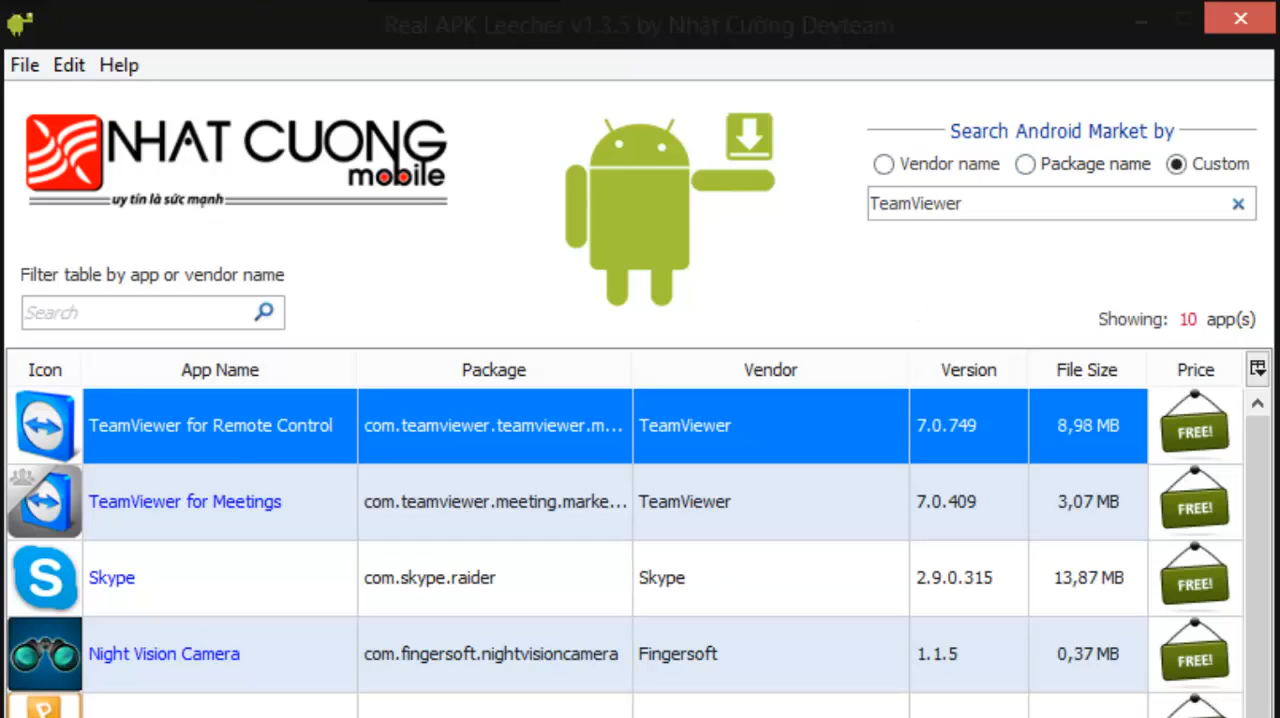 Real APK Leecher v1.3.5 by Nhật Cường Devteam
File Edit Help
NHAT CUONG
mobile
uy tín là sức mạnh
Search Android Market by
Vendor name Package name Custom
TeamViewer
Filter table by app or vendor name
Search
Showing: 10 app(s)
Icon App Name Package Vendor Version File Size Price
TeamViewer for Remote Control com.teamviewer.teamviewer.m... TeamViewer 7.0.749 8,98 MB FREE!
TeamViewer for Meetings com.teamviewer.meeting.marke... TeamViewer 7.0.409 3,07 MB FREE!
Skype com.skype.raider Skype 2.9.0.315 13,87 MB FREE!
Night Vision Camera com.fingersoft.nightvisioncamera Fingersoft 1.1.5 0,37 MB FREE!